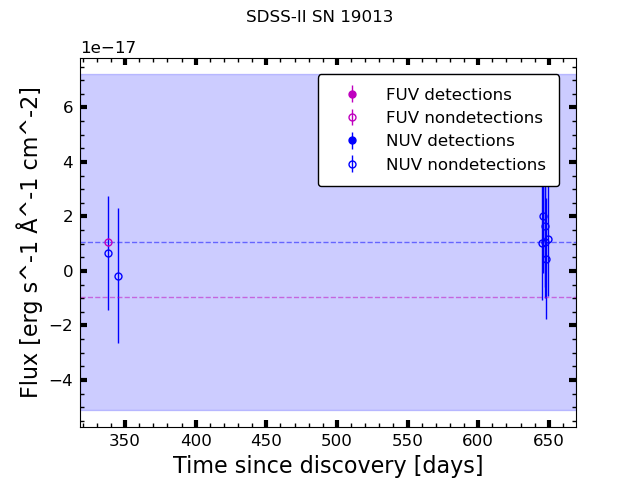 SDSS-II SN 19013
1e−17
FUV detections
FUV nondetections
NUV detections
NUV nondetections
6
4
2
0
−2
−4
Flux [erg s^-1 Å^-1 cm^-2]
350 400 450 500 550 600 650
Time since discovery [days]